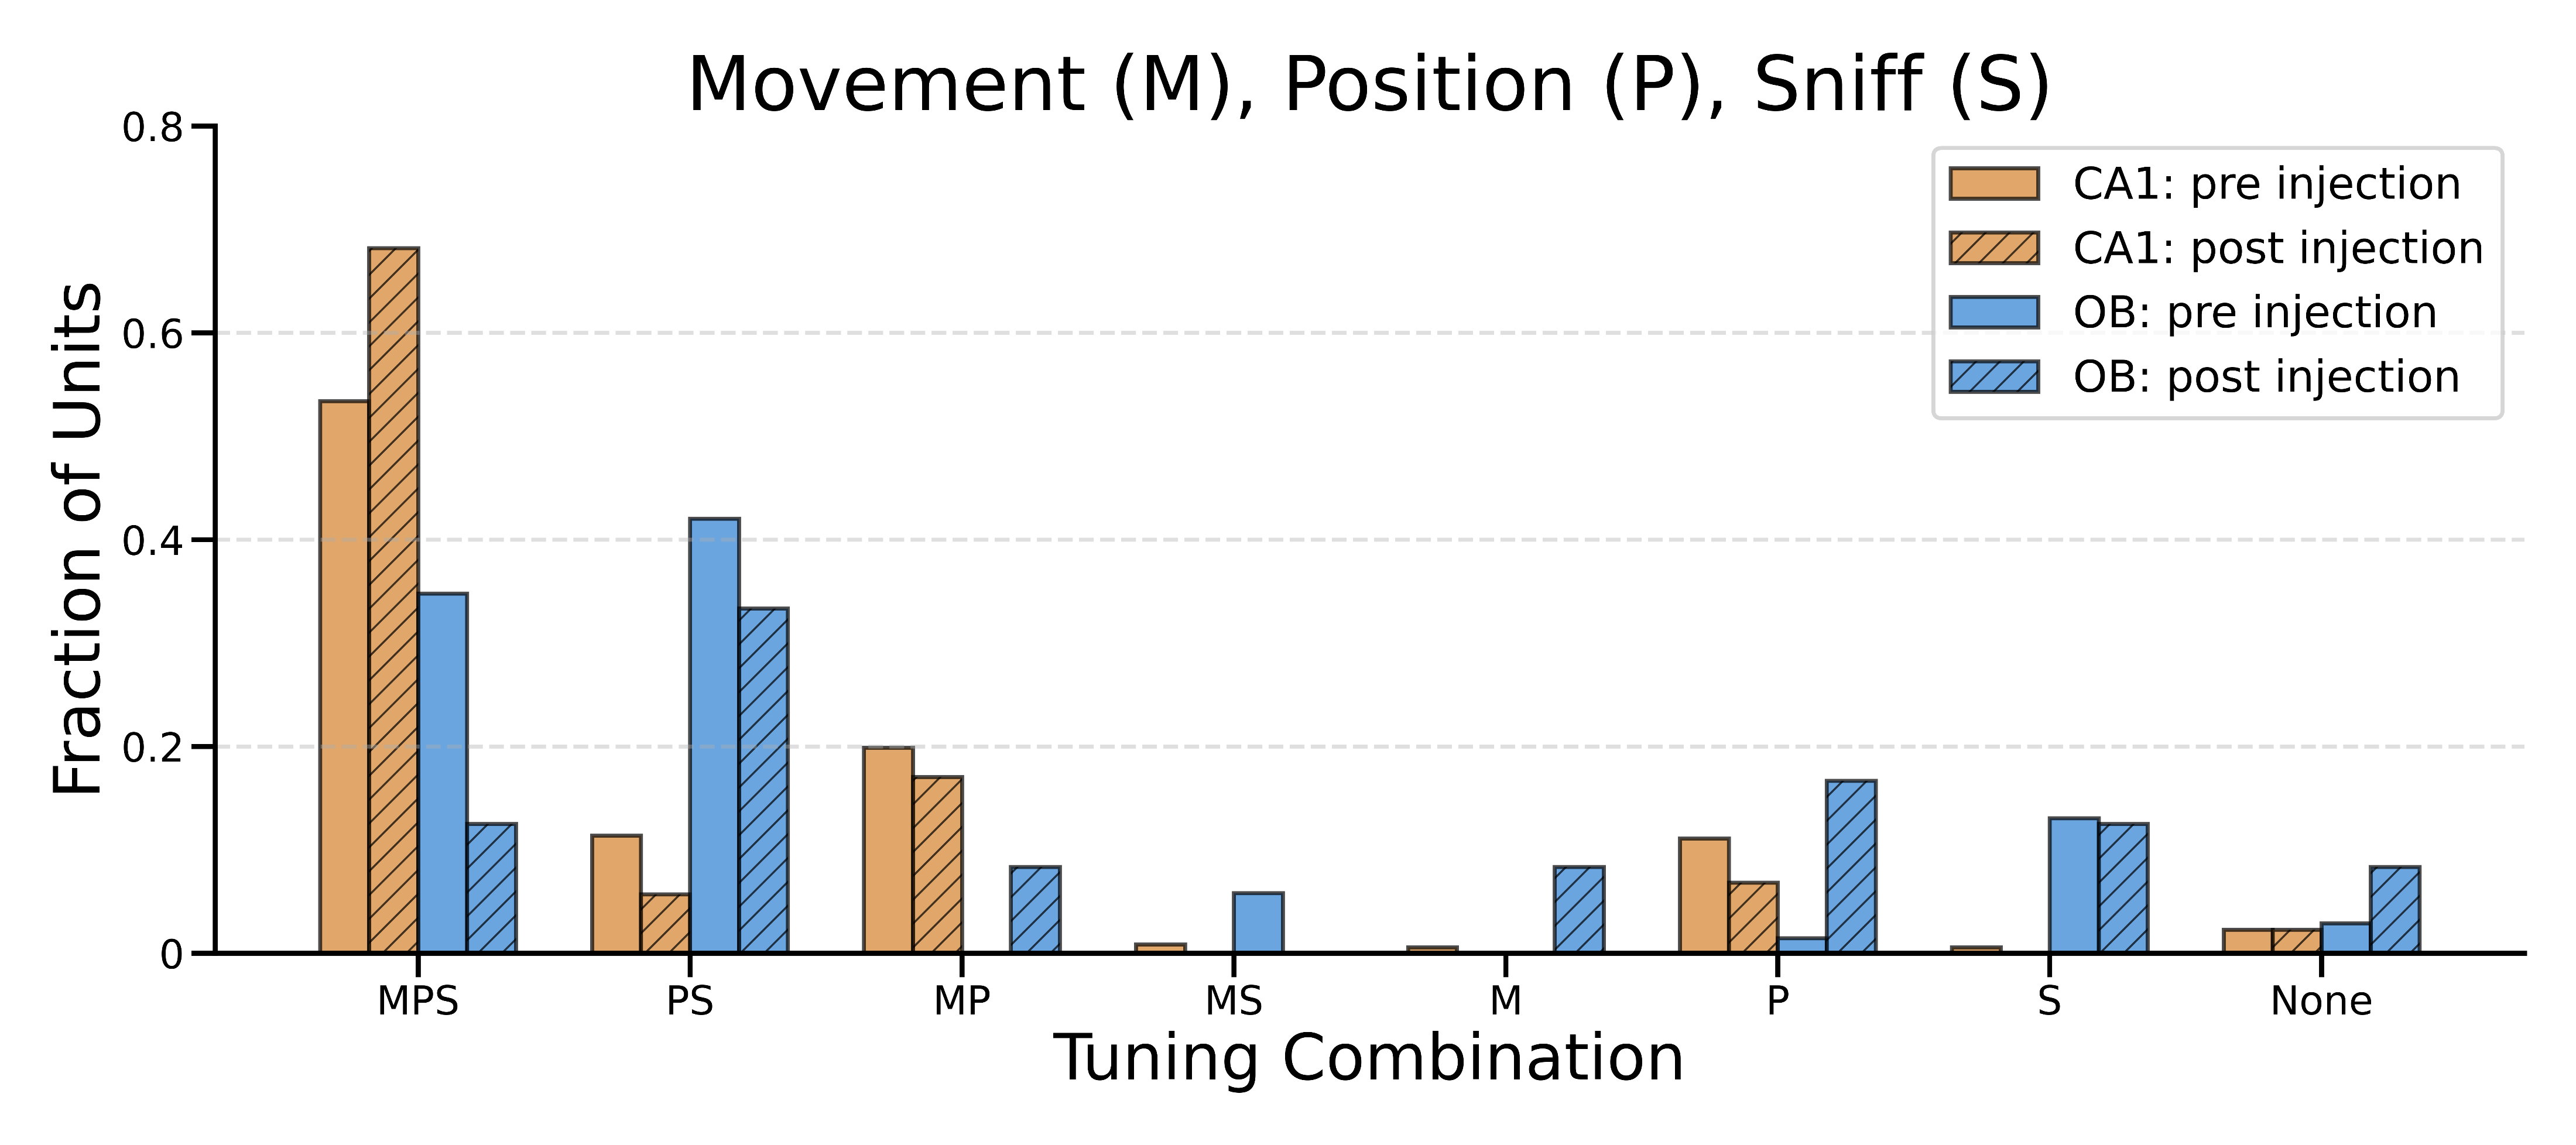 Movement (M), Position (P), Sniff (S)
0.8
0.6
0.4
0.2
0
Fraction of Units
CA1: pre injection
CA1: post injection
OB: pre injection
OB: post injection
MPS PS MP MS M P S None
Tuning Combination